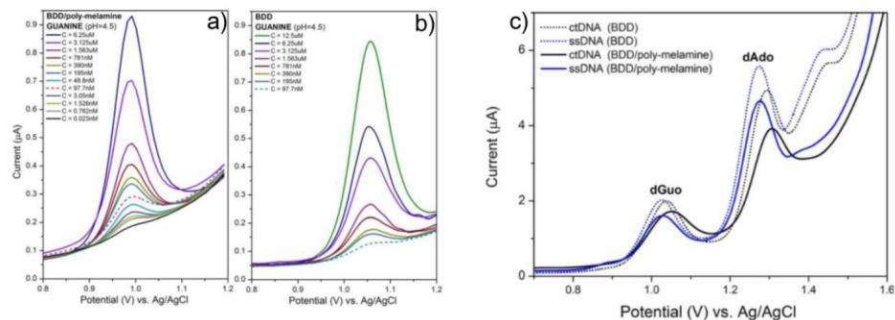 a)
BDD/poly-melamine
GUANINE (pH=4.5)
C = 6.25uM
C = 3.125uM
C = 1.563uM
C = 781nM
C = 390nM
C = 195nM
C = 48.8nM
C = 97.7nM
C = 3.05nM
C = 1.526nM
C = 0.762nM
C = 0.023nM
0.9
0.8
0.7
0.6
0.5
0.4
0.3
0.2
0.1
0.0
Current (µA)
0.8
0.9
1.0
1.1
1.2
Potential (V) vs. Ag/AgCl
b)
BDD
GUANINE (pH=4.5)
C = 12.5uM
C = 6.25uM
C = 3.125uM
C = 1.563uM
C = 781nM
C = 390nM
C = 195nM
C = 97.7nM
0.9
0.8
0.7
0.6
0.5
0.4
0.3
0.2
0.1
0.0
0.8
0.9
1.0
1.1
1.2
Potential (V) vs. Ag/AgCl
c)
ctDNA (BDD)
ssDNA (BDD)
ctDNA (BDD/poly-melamine)
ssDNA (BDD/poly-melamine)
dAdo
dGuo
6
4
2
0
Current (µA)
0.8
1.0
1.2
1.4
1.6
Potential (V) vs. Ag/AgCl